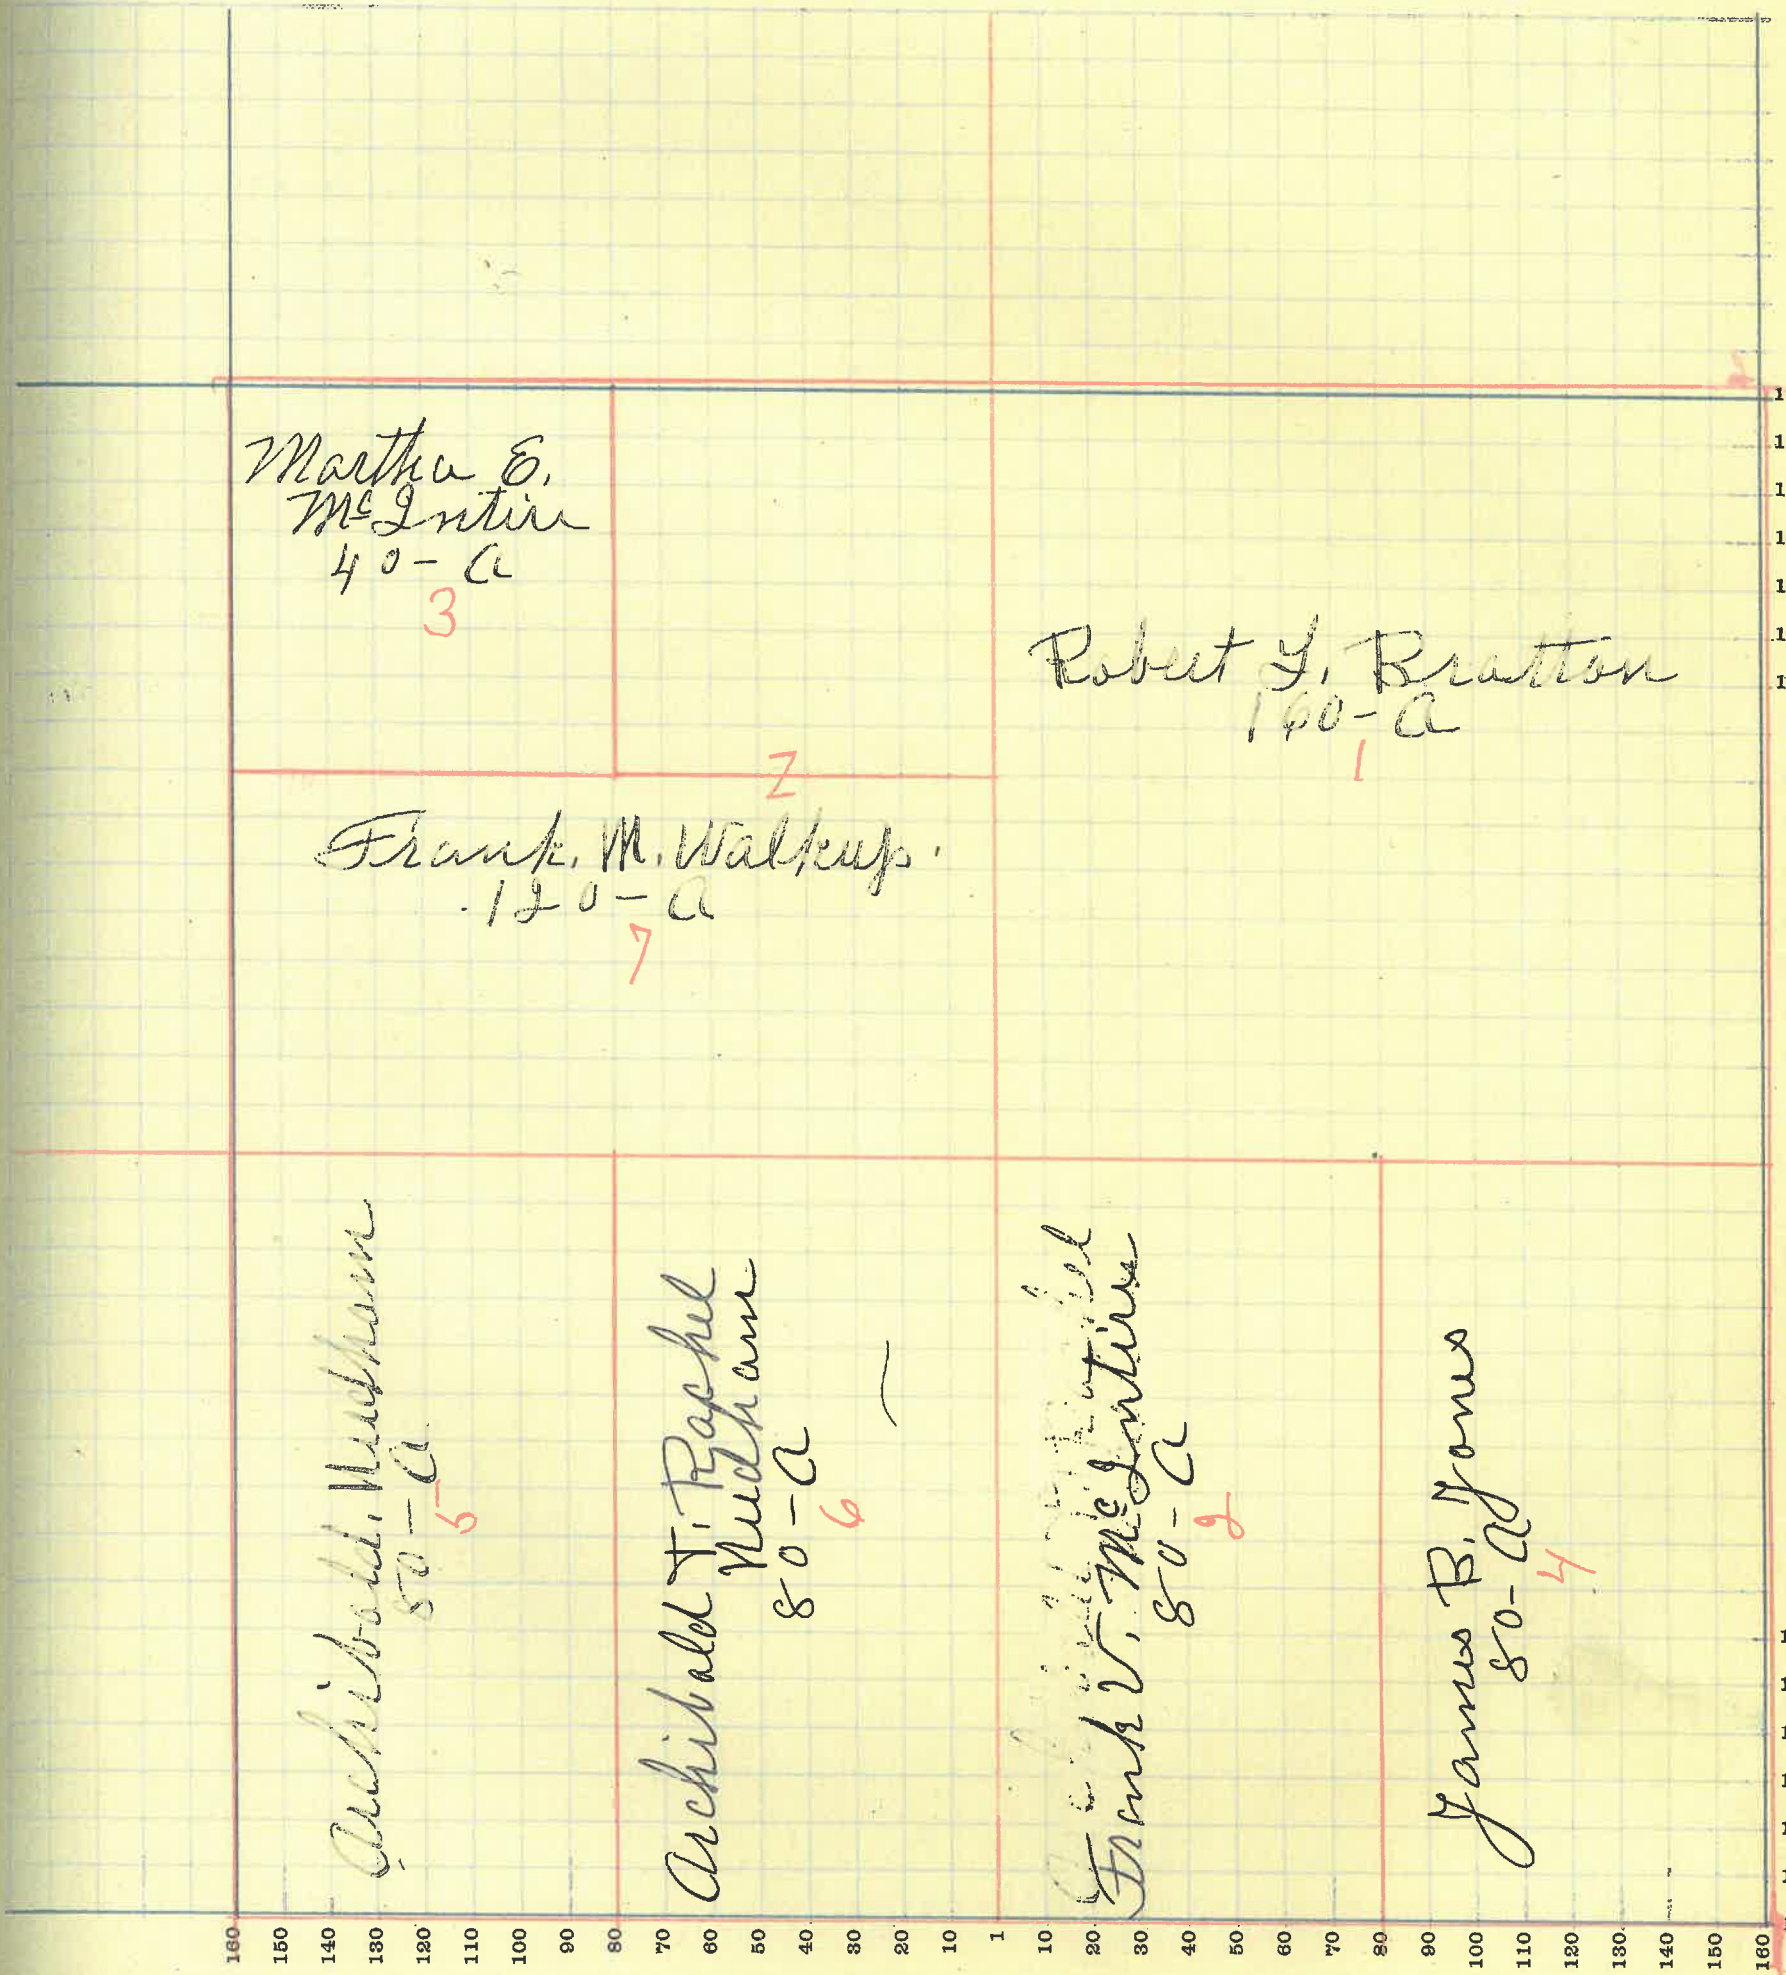 Martha E.
McIntire
40-A
3
Robert Y. Bratton
160-A
1
Z
Frank. M. Walkup.
120-A
7
Archibald. Needham
80-A
5
Archibald T. Raphel
Needham
80-A
6
Frank V. McIntire
80-A
2
James B. Jones
80-A
4
160 150 140 130 120 110 100 90 80 70 60 50 40 30 20 10 1 10 20 30 40 50 60 70 80 90 100 110 120 130 140 150 160